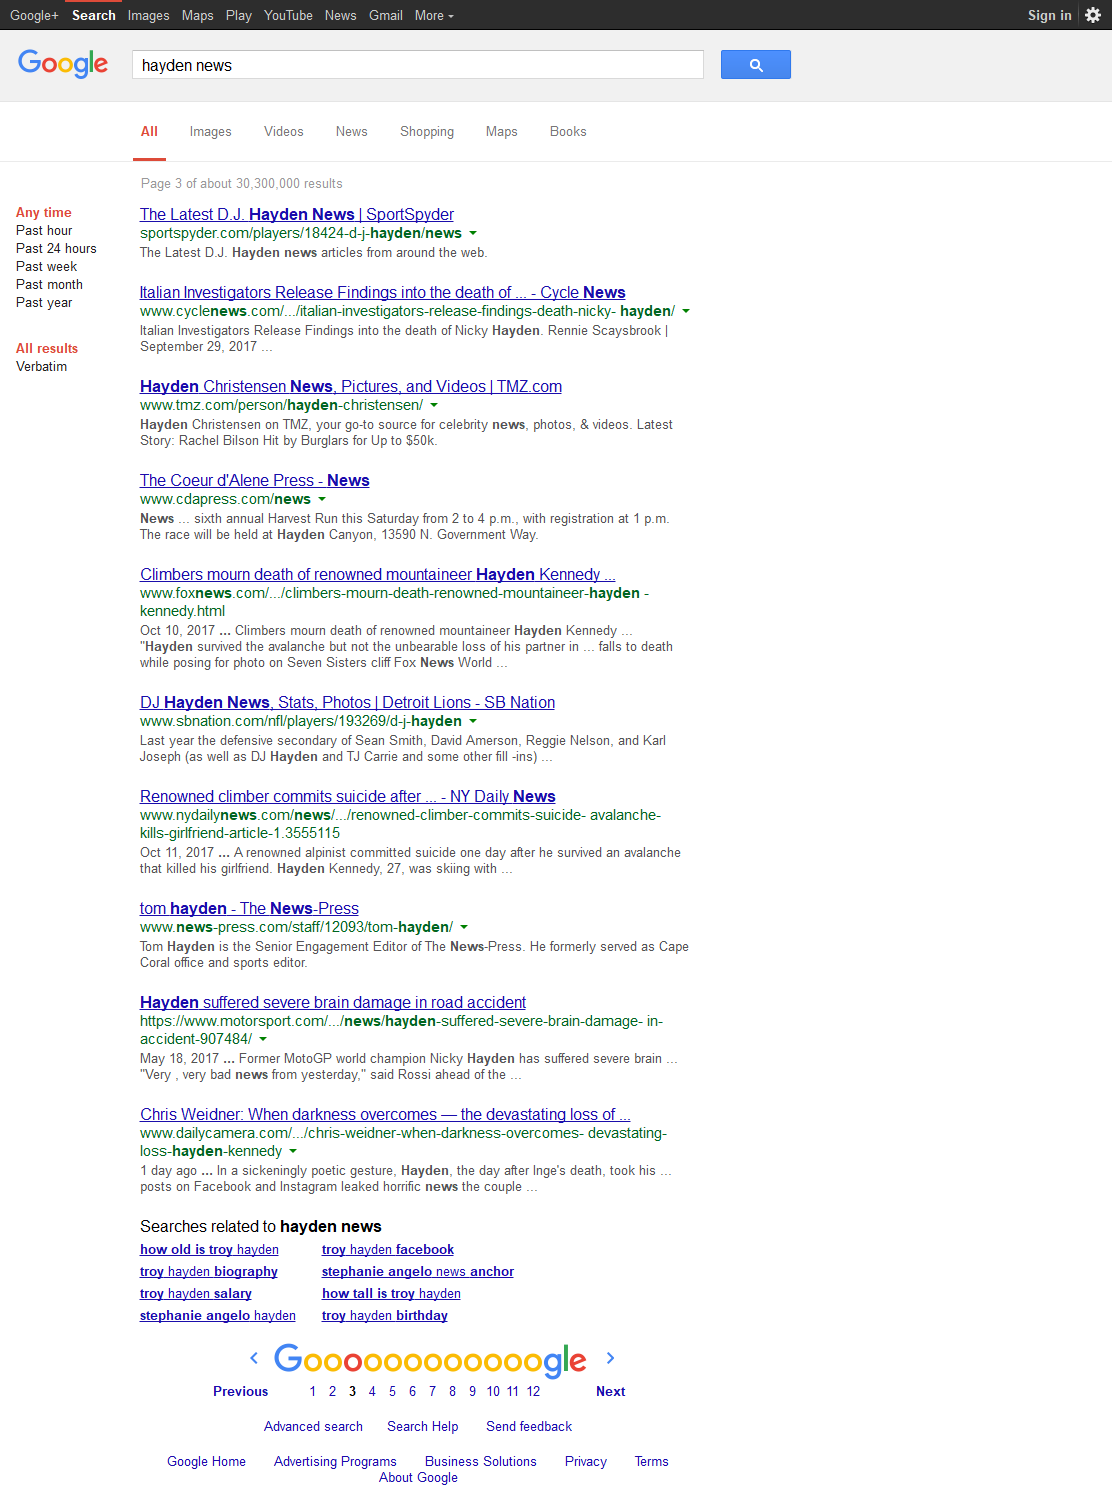 Google+ Search Images Maps Play YouTube News Gmail More
Sign in
Google
hayden news
All Images Videos News Shopping Maps Books
Page 3 of about 30,300,000 results
Any time
Past hour
Past 24 hours
Past week
Past month
Past year
All results
Verbatim
The Latest D.J. Hayden News | SportSpyder
sportspyder.com/players/18424-d-j-hayden/news
The Latest D.J. Hayden news articles from around the web.
Italian Investigators Release Findings into the death of ... - Cycle News
www.cyclenews.com/.../italian-investigators-release-findings-death-nicky- hayden/
Italian Investigators Release Findings into the death of Nicky Hayden. Rennie Scaysbrook |
September 29, 2017 ...
Hayden Christensen News, Pictures, and Videos | TMZ.com
www.tmz.com/person/hayden-christensen/
Hayden Christensen on TMZ, your go-to source for celebrity news, photos, & videos. Latest
Story: Rachel Bilson Hit by Burglars for Up to $50k.
The Coeur d'Alene Press - News
www.cdapress.com/news
News ... sixth annual Harvest Run this Saturday from 2 to 4 p.m., with registration at 1 p.m.
The race will be held at Hayden Canyon, 13590 N. Government Way.
Climbers mourn death of renowned mountaineer Hayden Kennedy ...
www.foxnews.com/.../climbers-mourn-death-renowned-mountaineer-hayden -
kennedy.html
Oct 10, 2017 ... Climbers mourn death of renowned mountaineer Hayden Kennedy ...
"Hayden survived the avalanche but not the unbearable loss of his partner in ... falls to death
while posing for photo on Seven Sisters cliff Fox News World ...
DJ Hayden News, Stats, Photos | Detroit Lions - SB Nation
www.sbnation.com/nfl/players/193269/d-j-hayden
Last year the defensive secondary of Sean Smith, David Amerson, Reggie Nelson, and Karl
Joseph (as well as DJ Hayden and TJ Carrie and some other fill -ins) ...
Renowned climber commits suicide after ... - NY Daily News
www.nydailynews.com/news/.../renowned-climber-commits-suicide- avalanche-
kills-girlfriend-article-1.3555115
Oct 11, 2017 ... A renowned alpinist committed suicide one day after he survived an avalanche
that killed his girlfriend. Hayden Kennedy, 27, was skiing with ...
tom hayden - The News-Press
www.news-press.com/staff/12093/tom-hayden/
Tom Hayden is the Senior Engagement Editor of The News-Press. He formerly served as Cape
Coral office and sports editor.
Hayden suffered severe brain damage in road accident
https://www.motorsport.com/.../news/hayden-suffered-severe-brain-damage- in-
accident-907484/
May 18, 2017 ... Former MotoGP world champion Nicky Hayden has suffered severe brain ...
"Very , very bad news from yesterday," said Rossi ahead of the ...
Chris Weidner: When darkness overcomes — the devastating loss of ...
www.dailycamera.com/.../chris-weidner-when-darkness-overcomes- devastating-
loss-hayden-kennedy
1 day ago ... In a sickeningly poetic gesture, Hayden, the day after Inge's death, took his ...
posts on Facebook and Instagram leaked horrific news the couple ...
Searches related to hayden news
how old is troy hayden troy hayden facebook
troy hayden biography stephanie angelo news anchor
troy hayden salary how tall is troy hayden
stephanie angelo hayden troy hayden birthday
Goooooooooooogle
Previous 1 2 3 4 5 6 7 8 9 10 11 12 Next
Advanced search Search Help Send feedback
Google Home Advertising Programs Business Solutions Privacy Terms
About Google